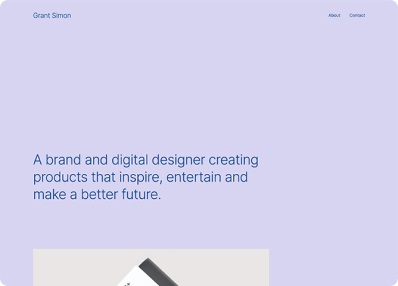 Grant Simon
About
Contact
A brand and digital designer creating
products that inspire, entertain and
make a better future.